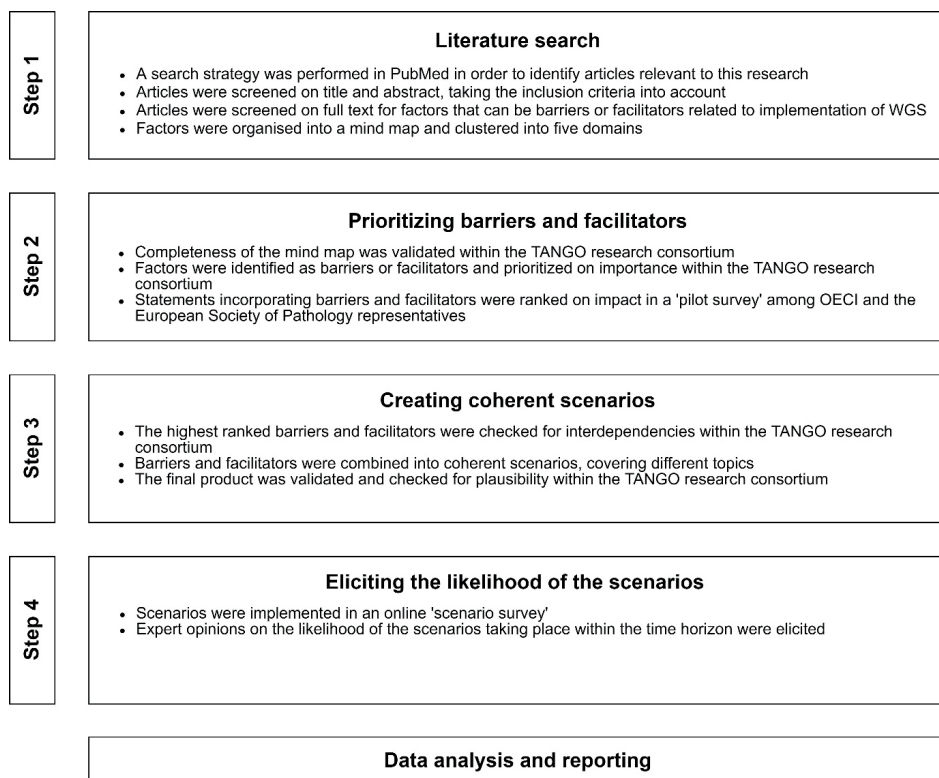 Step 1
Literature search
• A search strategy was performed in PubMed in order to identify articles relevant to this research
• Articles were screened on title and abstract, taking the inclusion criteria into account
• Articles were screened on full text for factors that can be barriers or facilitators related to implementation of WGS
• Factors were organised into a mind map and clustered into five domains
Step 2
Prioritizing barriers and facilitators
• Completeness of the mind map was validated within the TANGO research consortium
• Factors were identified as barriers or facilitators and prioritized on importance within the TANGO research
consortium
• Statements incorporating barriers and facilitators were ranked on impact in a 'pilot survey' among OECI and the
European Society of Pathology representatives
Step 3
Creating coherent scenarios
• The highest ranked barriers and facilitators were checked for interdependencies within the TANGO research
consortium
• Barriers and facilitators were combined into coherent scenarios, covering different topics
• The final product was validated and checked for plausibility within the TANGO research consortium
Step 4
Eliciting the likelihood of the scenarios
• Scenarios were implemented in an online 'scenario survey'
• Expert opinions on the likelihood of the scenarios taking place within the time horizon were elicited
Data analysis and reporting